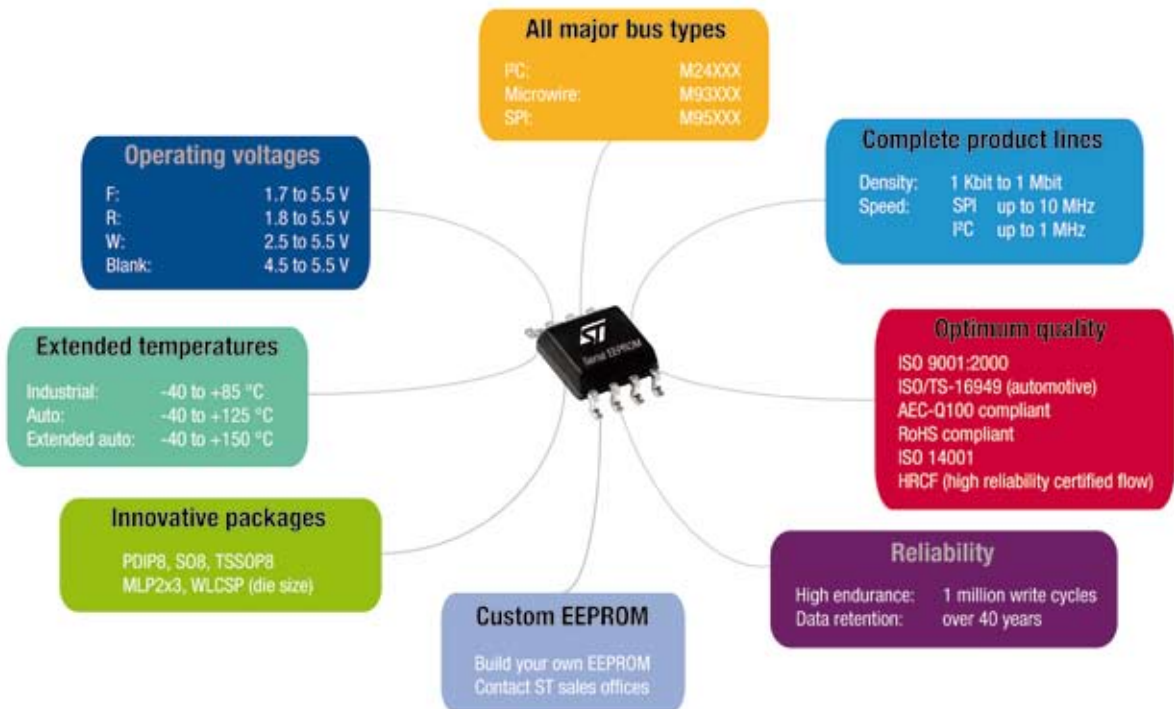 All major bus types
I²C: M24XXX
Microwire: M93XXX
SPI: M95XXX
Operating voltages
F: 1.7 to 5.5 V
R: 1.8 to 5.5 V
W: 2.5 to 5.5 V
Blank: 4.5 to 5.5 V
Complete product lines
Density: 1 Kbit to 1 Mbit
Speed: SPI up to 10 MHz
I²C up to 1 MHz
ST
Serial EEPROM
Extended temperatures
Industrial: -40 to +85 °C
Auto: -40 to +125 °C
Extended auto: -40 to +150 °C
Optimum quality
ISO 9001:2000
ISO/TS-16949 (automotive)
AEC-Q100 compliant
RoHS compliant
ISO 14001
HRCF (high reliability certified flow)
Innovative packages
PDIP8, SO8, TSSOP8
MLP2x3, WLCSP (die size)
Reliability
High endurance: 1 million write cycles
Data retention: over 40 years
Custom EEPROM
Build your own EEPROM
Contact ST sales offices